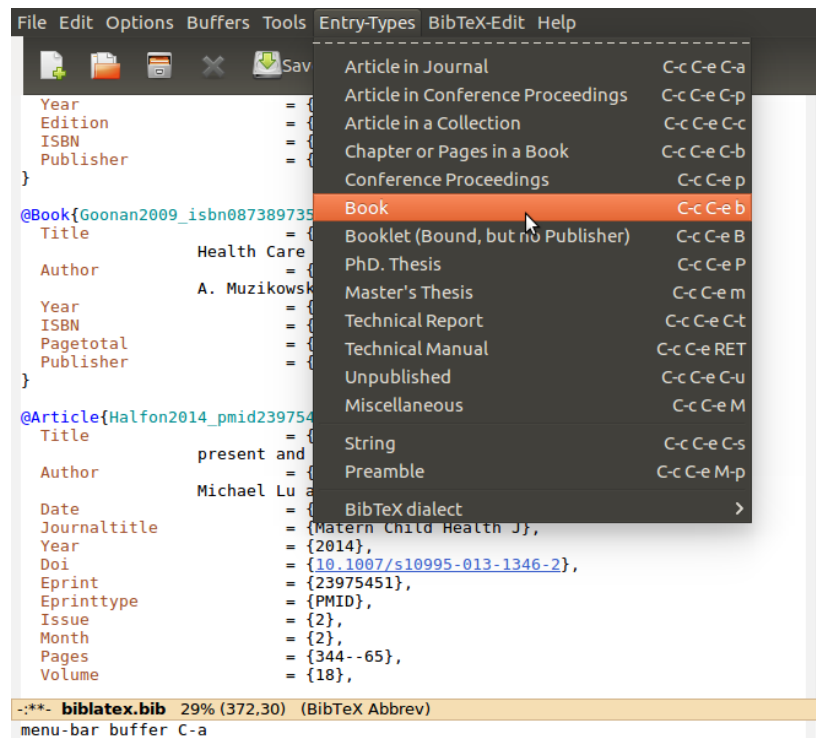 File Edit Options Buffers Tools Entry-Types BibTeX-Edit Help
Sav
Article in Journal C-c C-e C-a
Article in Conference Proceedings C-c C-e C-p
Article in a Collection C-c C-e C-c
Chapter or Pages in a Book C-c C-e C-b
Conference Proceedings C-c C-e p
Book C-c C-e b
Booklet (Bound, but no Publisher) C-c C-e B
PhD. Thesis C-c C-e P
Master's Thesis C-c C-e m
Technical Report C-c C-e C-t
Technical Manual C-c C-e RET
Unpublished C-c C-e C-u
Miscellaneous C-c C-e M
String C-c C-e C-s
Preamble C-c C-e M-p
BibTeX dialect >
Year = {
Edition = {
ISBN = {
Publisher = {
}
@Book{Goonan2009_isbn087389735
Title = {
Health Care
Author = {
A. Muzikowsk
Year = {
ISBN = {
Pagetotal = {
Publisher = {
}
@Article{Halfon2014_pmid239754
Title = {
present and
Author = {
Michael Lu a
Date = {
Journaltitle = {Matern Child Health J},
Year = {2014},
Doi = {10.1007/s10995-013-1346-2},
Eprint = {23975451},
Eprinttype = {PMID},
Issue = {2},
Month = {2},
Pages = {344--65},
Volume = {18},
-:**- biblatex.bib 29% (372,30) (BibTeX Abbrev)
menu-bar buffer C-a